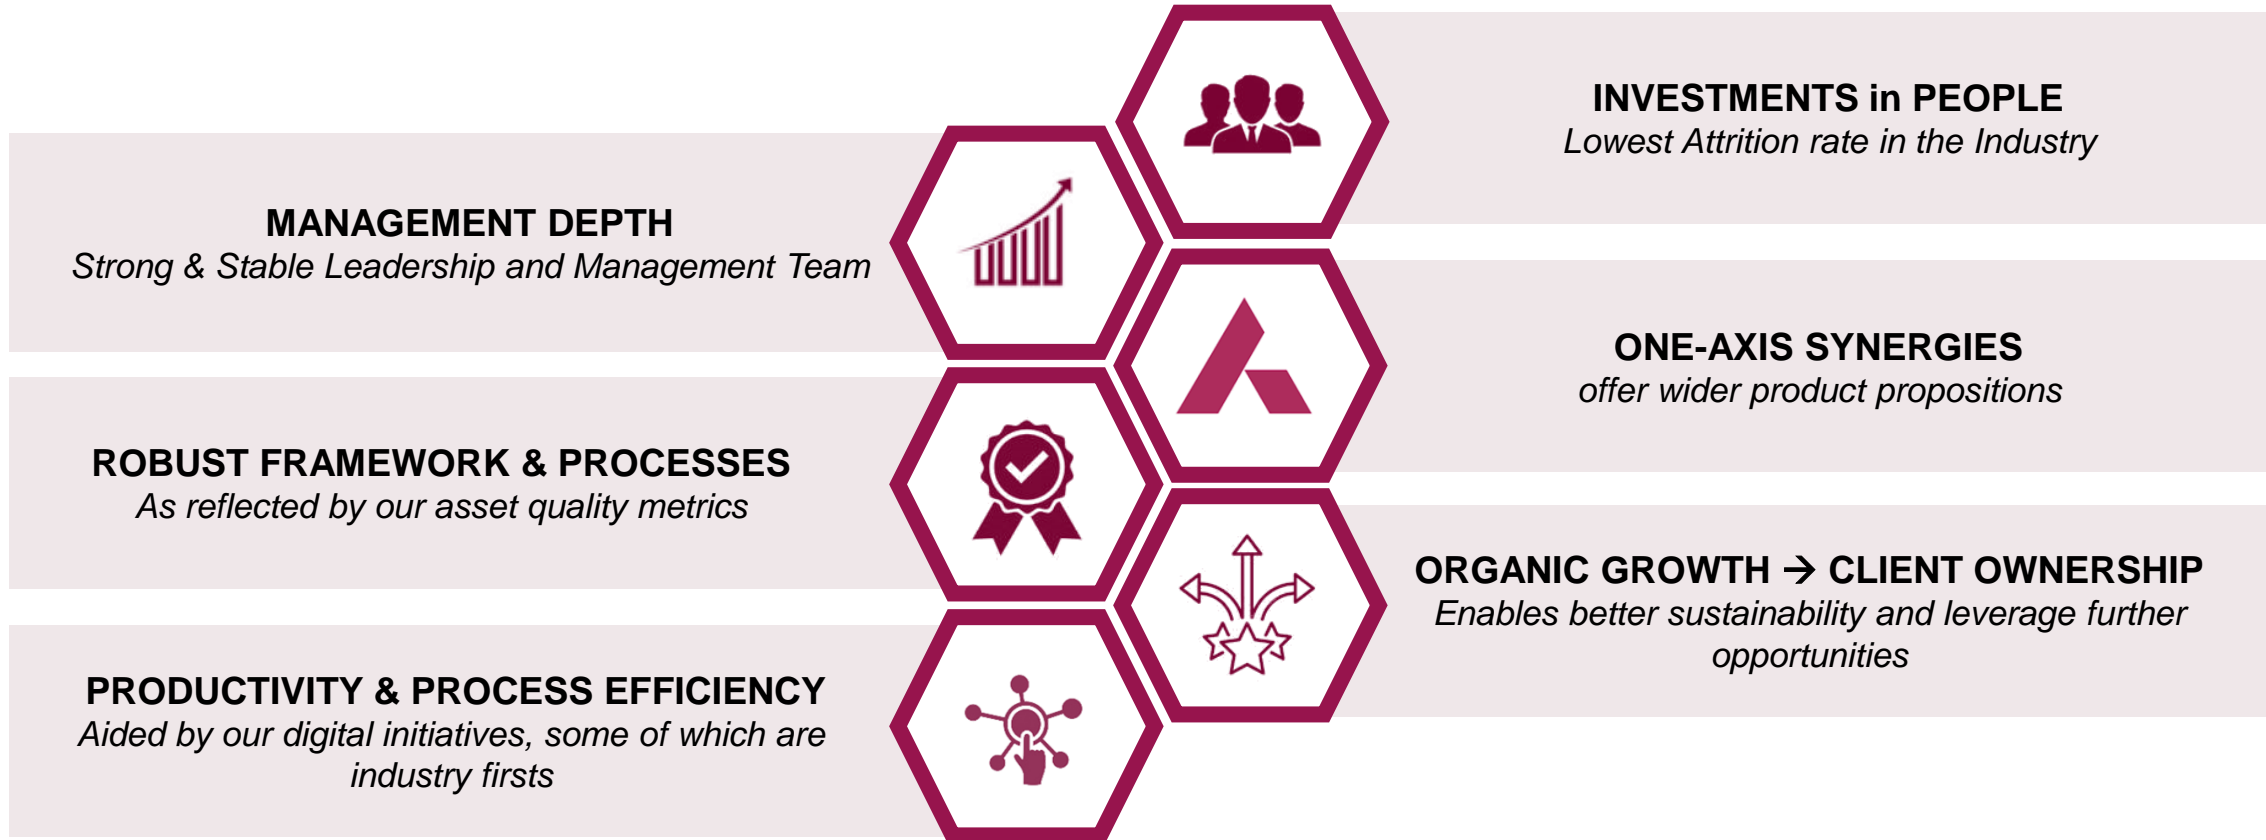 INVESTMENTS in PEOPLE
Lowest Attrition rate in the Industry
MANAGEMENT DEPTH
Strong & Stable Leadership and Management Team
ONE-AXIS SYNERGIES
offer wider product propositions
ROBUST FRAMEWORK & PROCESSES
As reflected by our asset quality metrics
ORGANIC GROWTH → CLIENT OWNERSHIP
Enables better sustainability and leverage further
opportunities
PRODUCTIVITY & PROCESS EFFICIENCY
Aided by our digital initiatives, some of which are
industry firsts